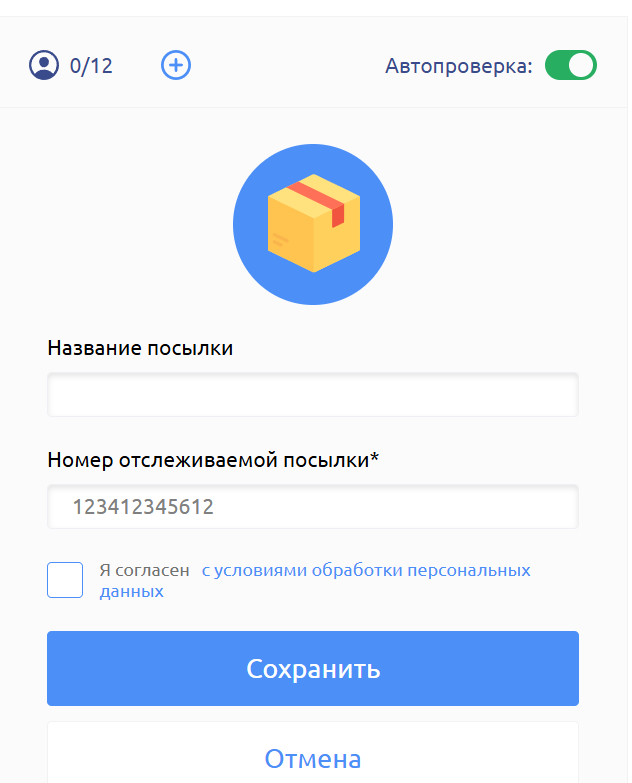 0/12
Автопроверка:
Название посылки
Номер отслеживаемой посылки*
123412345612
Я согласен с условиями обработки персональных
данных
Сохранить
Отмена